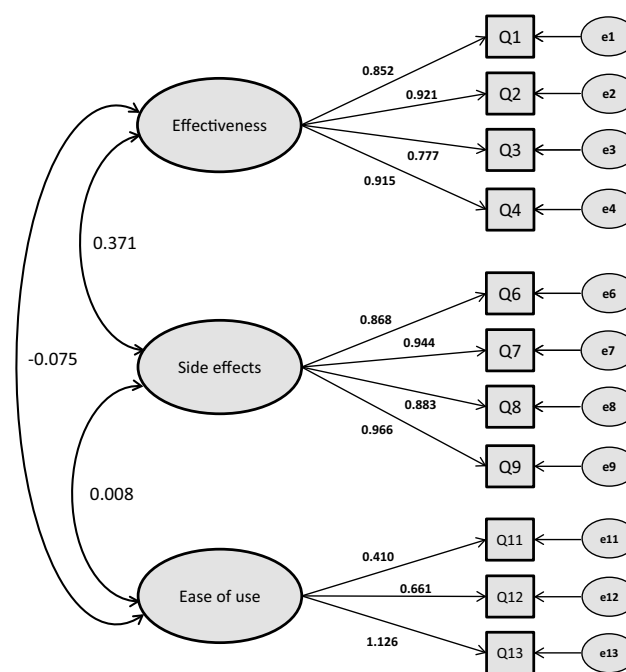 Q1
e1
0.852
Q2
e2
0.921
Effectiveness
Q3
e3
0.777
0.915
Q4
e4
0.371
Q6
e6
0.868
Q7
e7
0.944
-0.075
Side effects
Q8
e8
0.883
0.966
Q9
e9
0.008
Q11
e11
0.410
Ease of use
0.661
Q12
e12
1.126
Q13
e13